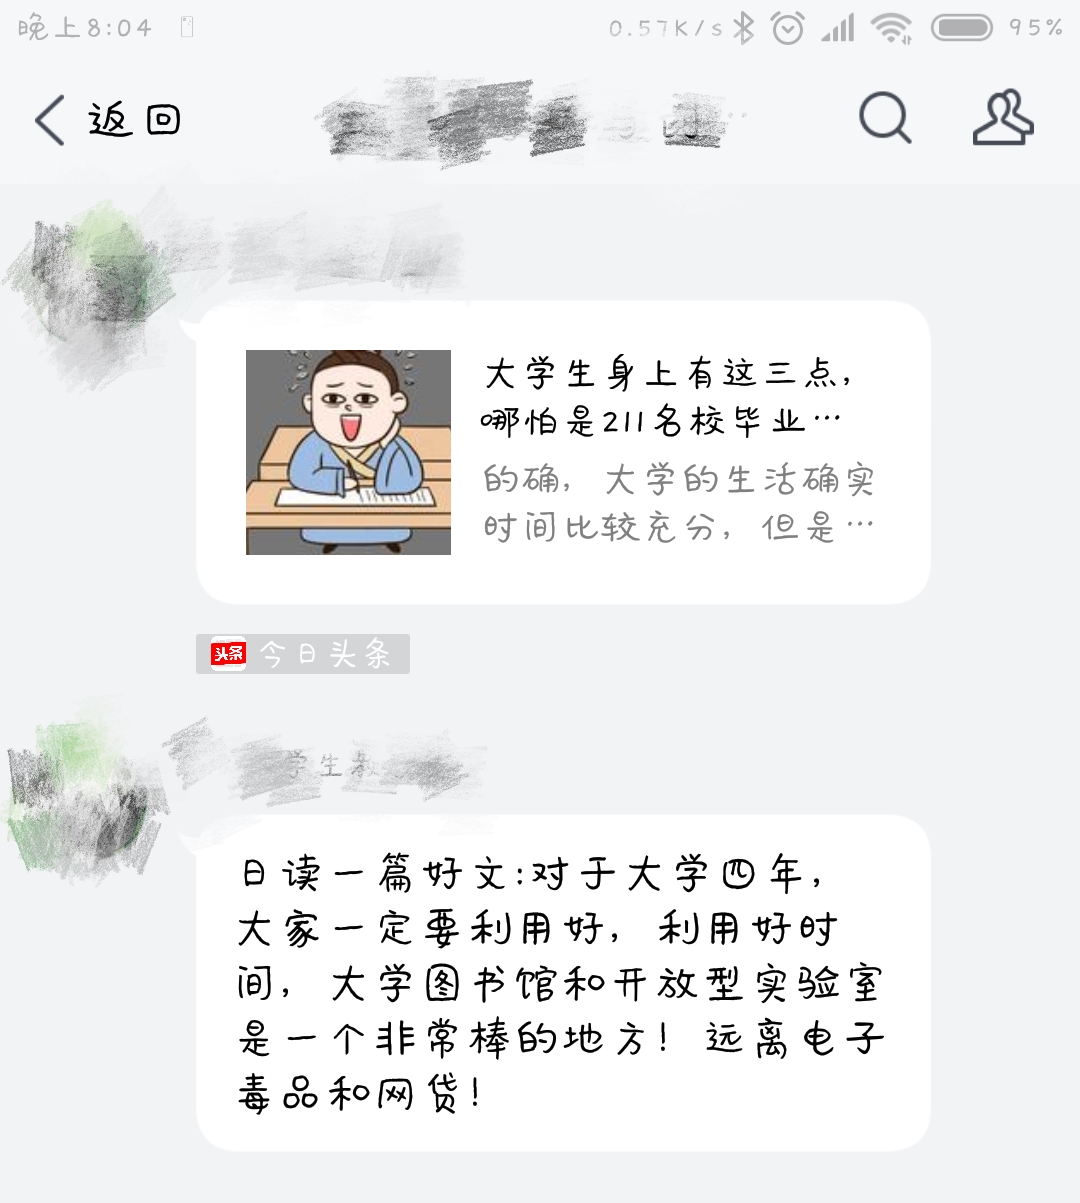 晚上8:04
0.57K/s
95%
返回
大学生身上有这三点,
哪怕是211名校毕业…
的确, 大学的生活确实
时间比较充分, 但是…
头条 今日头条
学生教
日读一篇好文:对于大学四年,
大家一定要利用好, 利用好时
间, 大学图书馆和开放型实验室
是一个非常棒的地方! 远离电子
毒品和网贷!